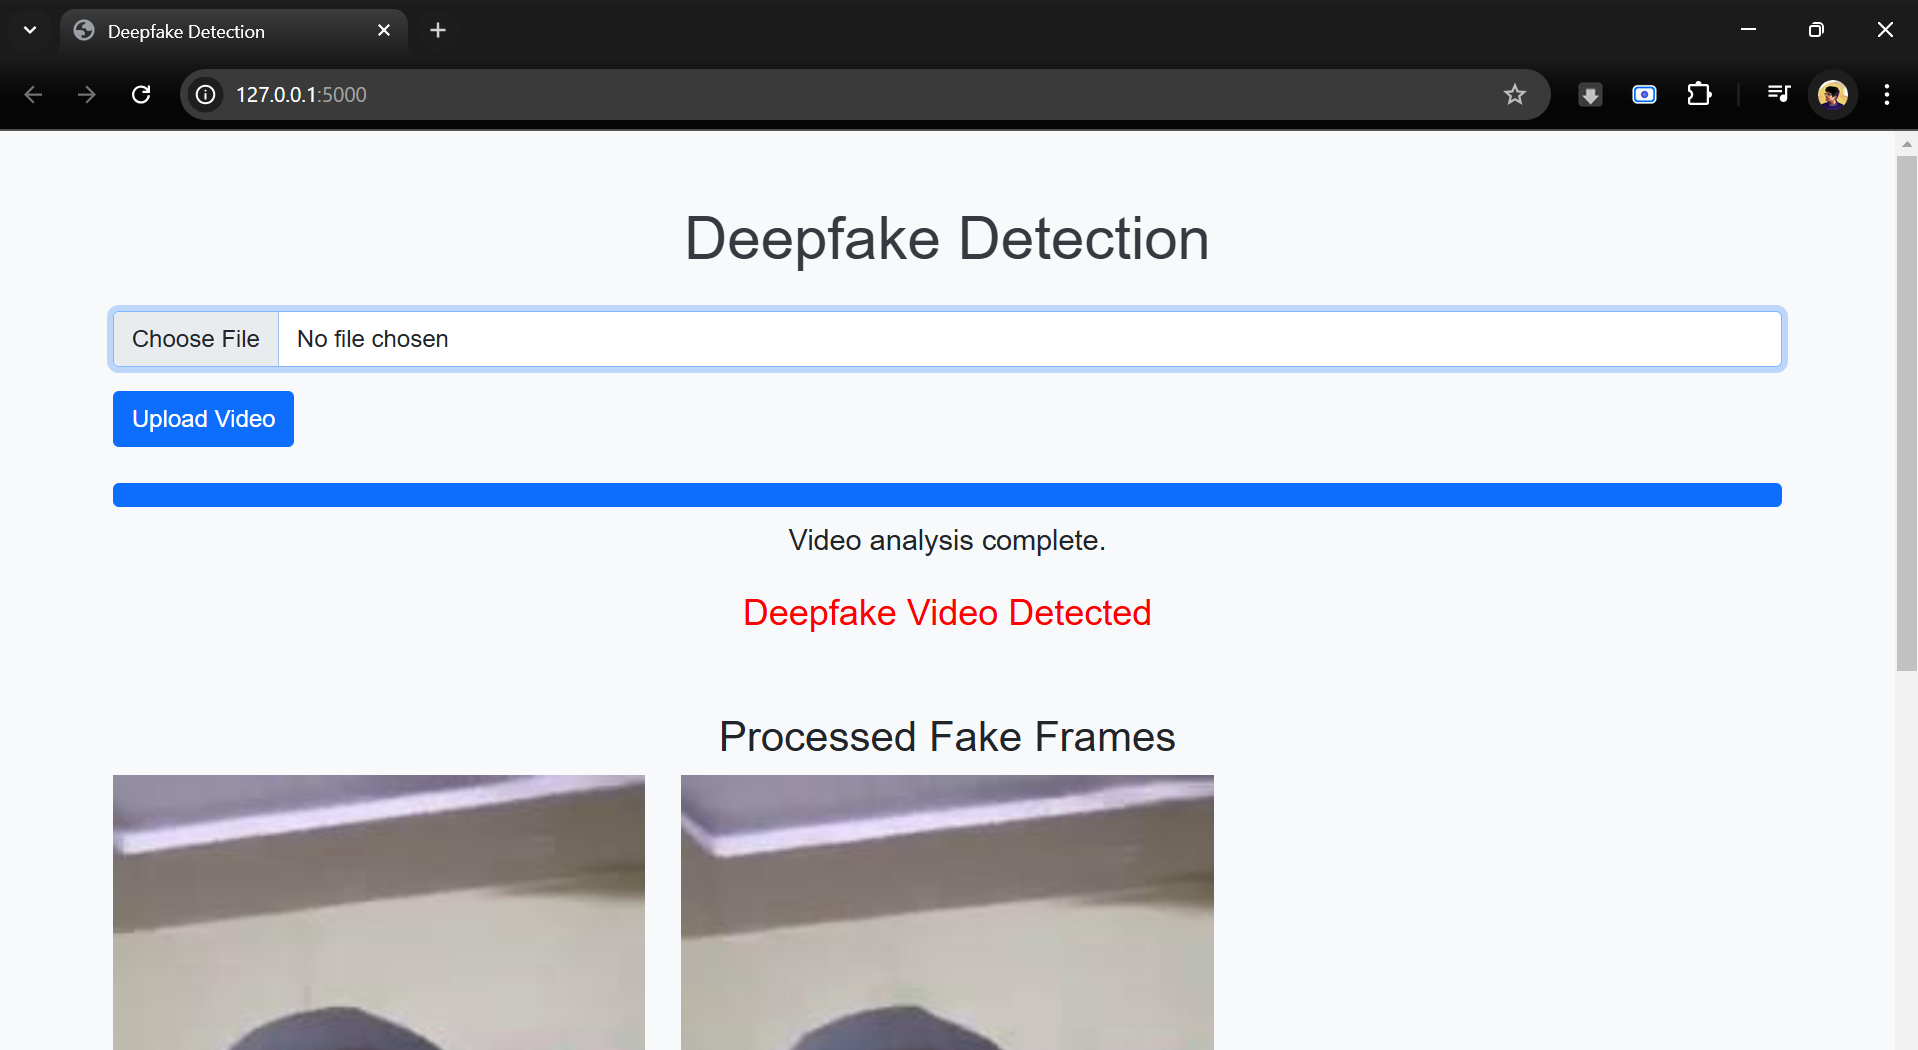 Deepfake Detection
127.0.0.1:5000
Deepfake Detection
Choose File No file chosen
Upload Video
Video analysis complete.
Deepfake Video Detected
Processed Fake Frames